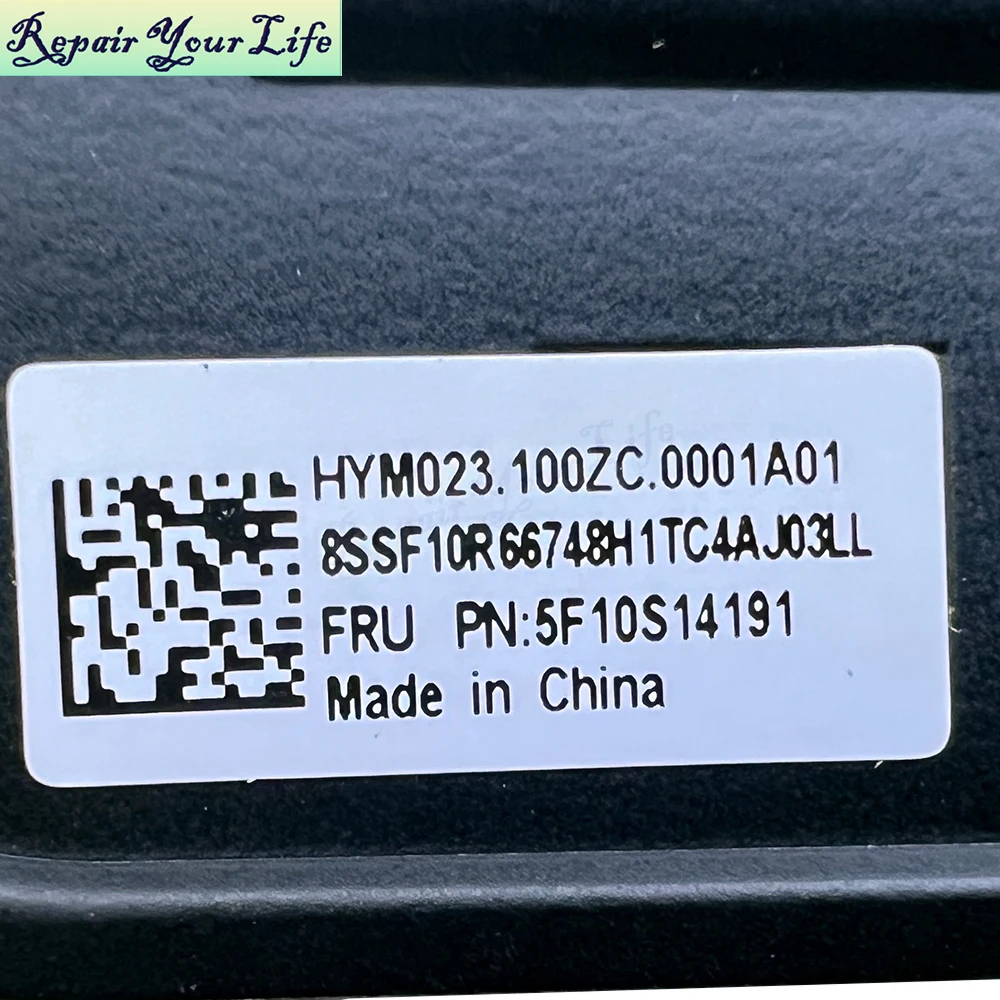 Repair Your Life
HYM023.100ZC.0001A01
8SSF10R66748H1TC4AJ03LL
FRU PN:5F10S14191
Made in China